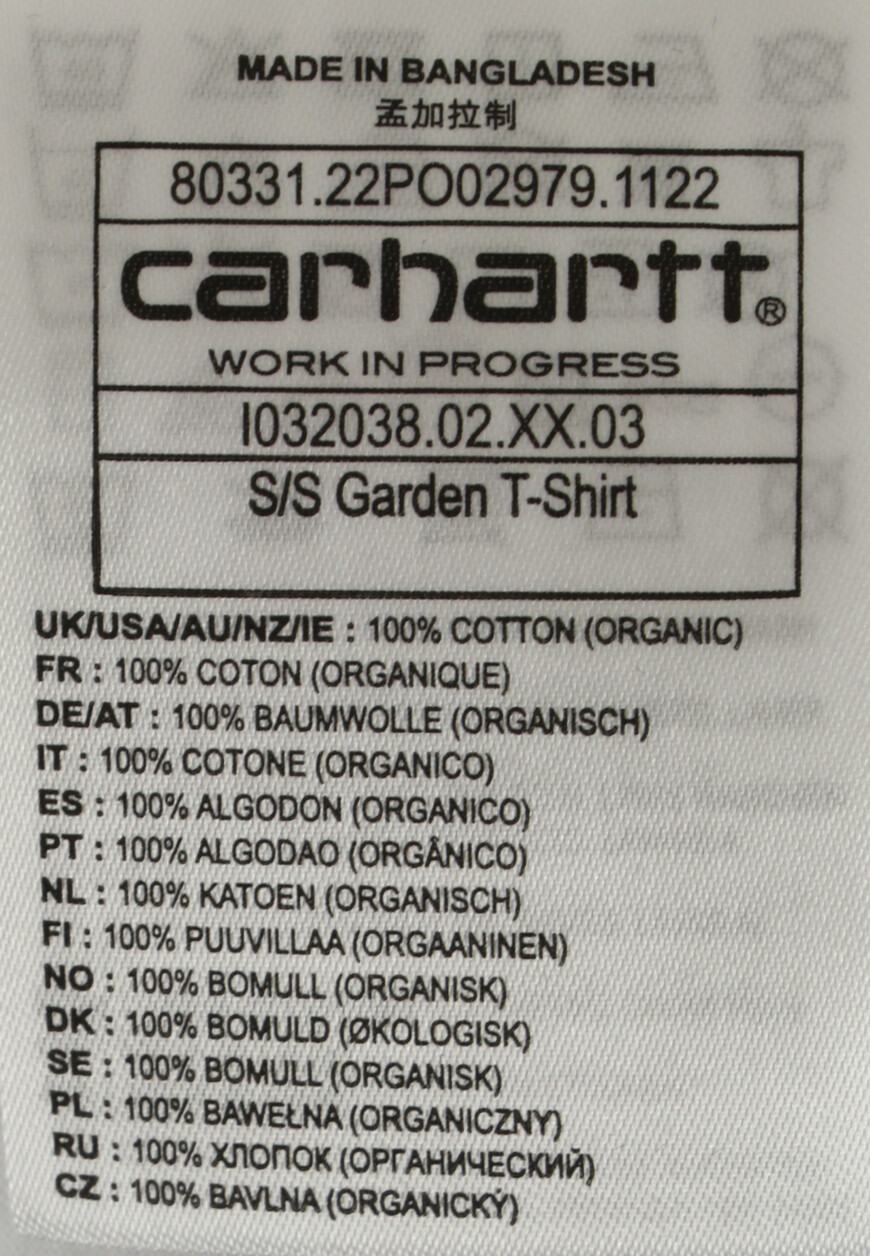 MADE IN BANGLADESH
孟加拉制
80331.22PO02979.1122
carhartt®
WORK IN PROGRESS
I032038.02.XX.03
S/S Garden T-Shirt
UK/USA/AU/NZ/IE : 100% COTTON (ORGANIC)
FR : 100% COTON (ORGANIQUE)
DE/AT : 100% BAUMWOLLE (ORGANISCH)
IT : 100% COTONE (ORGANICO)
ES : 100% ALGODON (ORGANICO)
PT : 100% ALGODAO (ORGÂNICO)
NL : 100% KATOEN (ORGANISCH)
FI : 100% PUUVILLAA (ORGAANINEN)
NO : 100% BOMULL (ORGANISK)
DK : 100% BOMULD (ØKOLOGISK)
SE : 100% BOMULL (ORGANISK)
PL : 100% BAWEŁNA (ORGANICZNY)
RU : 100% ХЛОПОК (ОРГАНИЧЕСКИЙ)
CZ : 100% BAVLNA (ORGANICKÝ)